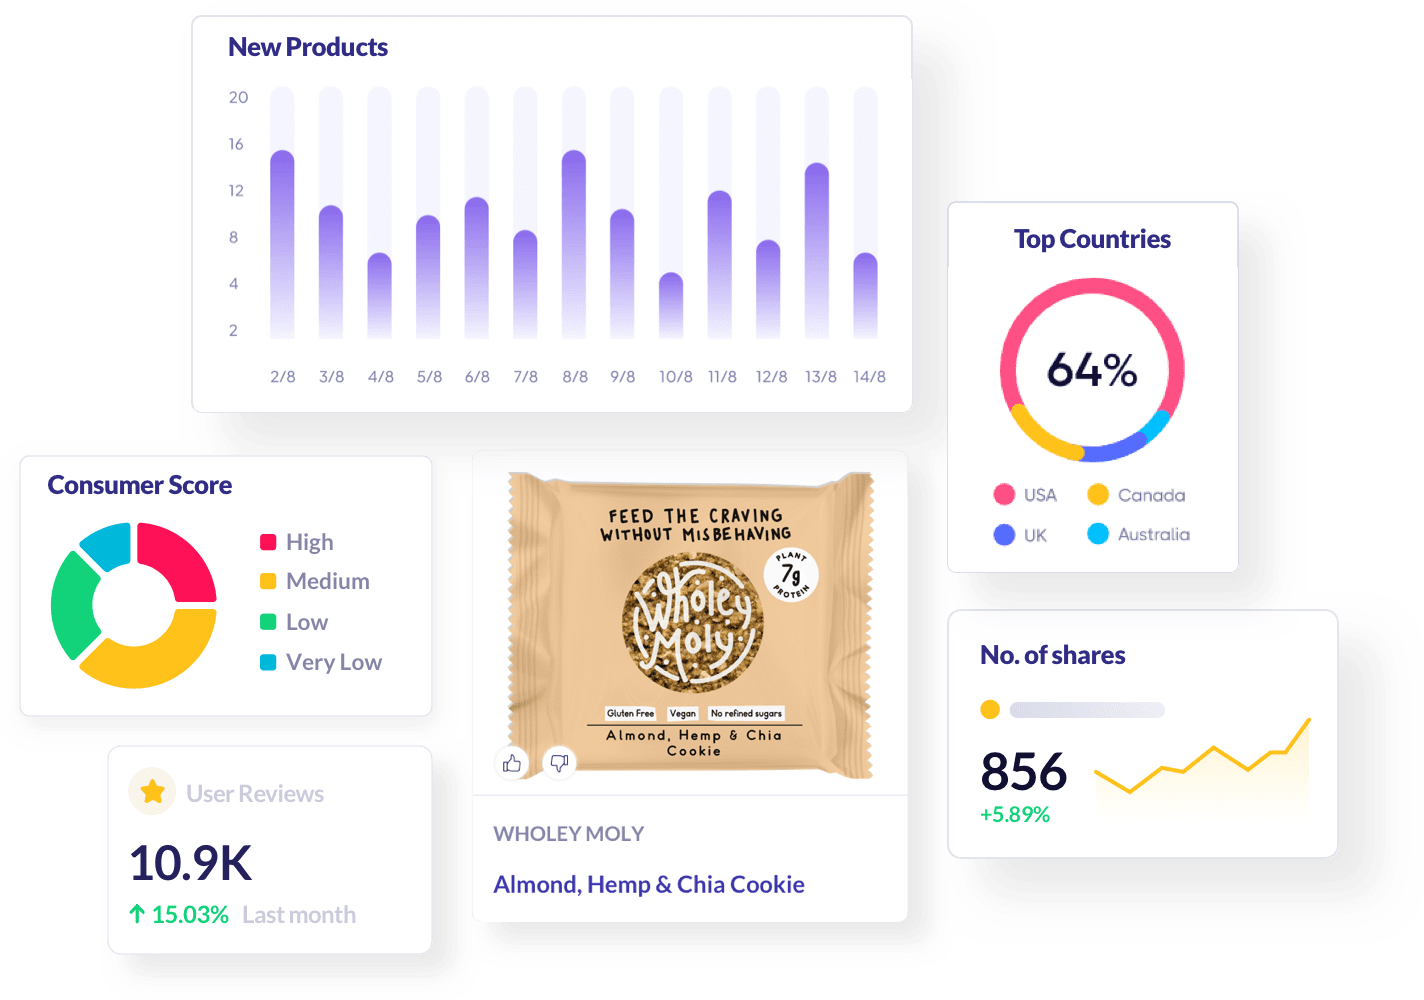 New Products
20
16
12
8
4
2
2/8 3/8 4/8 5/8 6/8 7/8 8/8 9/8 10/8 11/8 12/8 13/8 14/8
Top Countries
64%
USA
Canada
UK
Australia
Consumer Score
High
Medium
Low
Very Low
FEED THE CRAVING
WITHOUT MISBEHAVING
PLANT
7g
PROTEIN
Wholey
Moly
Gluten Free Vegan No refined sugars
Almond, Hemp & Chia
Cookie
WHOLEY MOLY
Almond, Hemp & Chia Cookie
No. of shares
856
+5.89%
User Reviews
10.9K
15.03% Last month